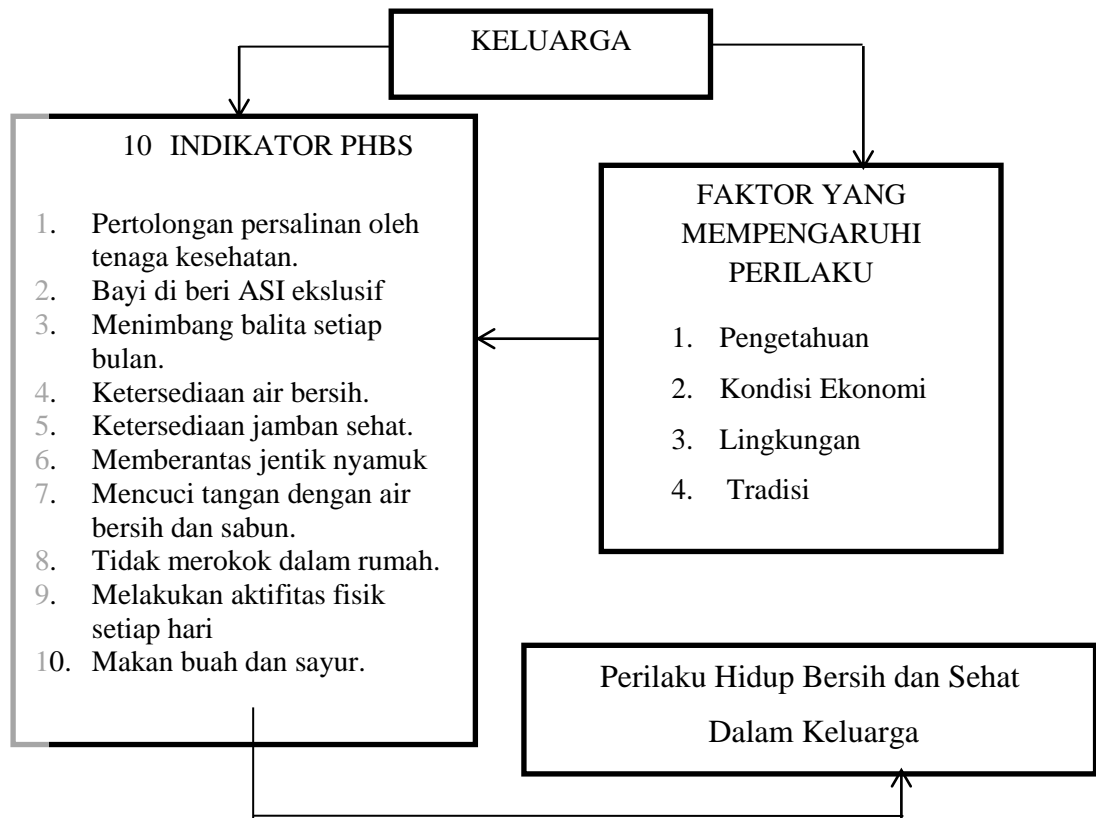 KELUARGA
10 INDIKATOR PHBS
1. Pertolongan persalinan oleh
tenaga kesehatan.
2. Bayi di beri ASI ekslusif
3. Menimbang balita setiap
bulan.
4. Ketersediaan air bersih.
5. Ketersediaan jamban sehat.
6. Memberantas jentik nyamuk
7. Mencuci tangan dengan air
bersih dan sabun.
8. Tidak merokok dalam rumah.
9. Melakukan aktifitas fisik
setiap hari
10. Makan buah dan sayur.
FAKTOR YANG
MEMPENGARUHI
PERILAKU
1. Pengetahuan
2. Kondisi Ekonomi
3. Lingkungan
4. Tradisi
Perilaku Hidup Bersih dan Sehat
Dalam Keluarga